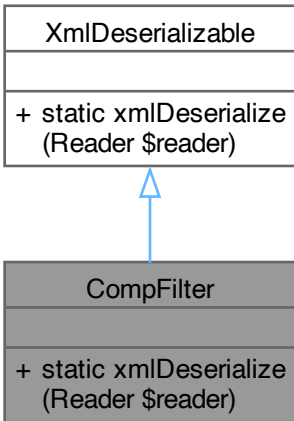 XmlDeserializable
+ static xmlDeserialize
(Reader $reader)
CompFilter
+ static xmlDeserialize
(Reader $reader)